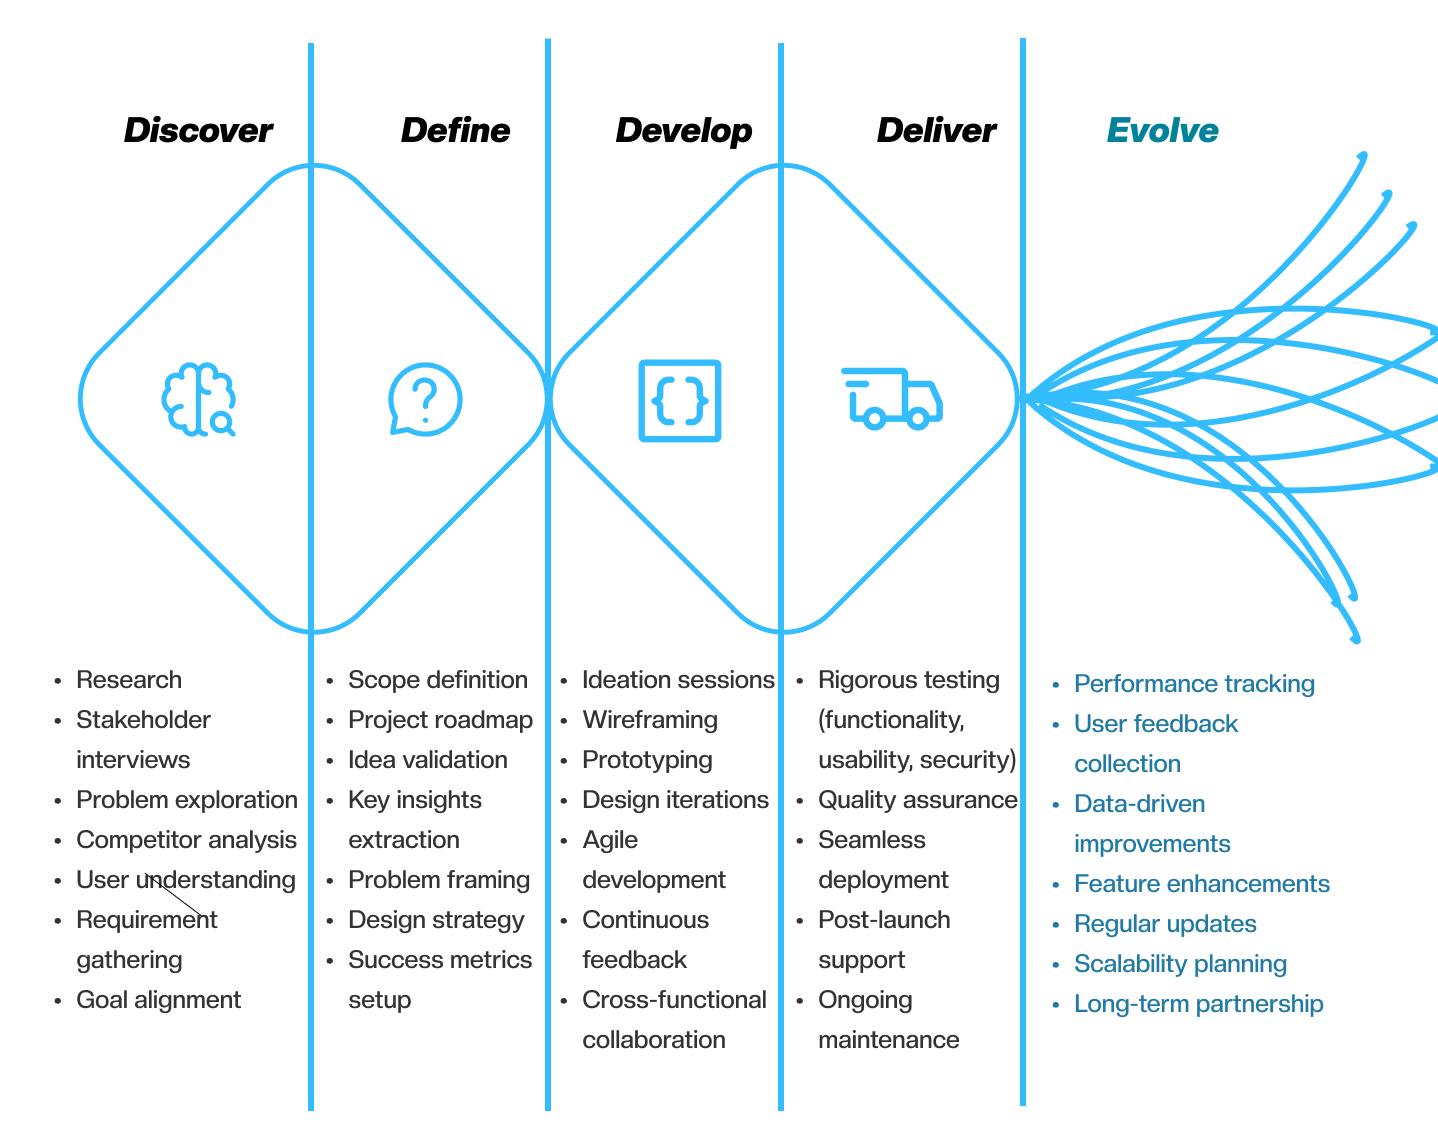 Discover
Define
Develop
Deliver
Evolve
• Research
• Stakeholder
interviews
• Problem exploration
• Competitor analysis
• User understanding
• Requirement
gathering
• Goal alignment
• Scope definition
• Project roadmap
• Idea validation
• Key insights
extraction
• Problem framing
• Design strategy
• Success metrics
setup
• Ideation sessions
• Wireframing
• Prototyping
• Design iterations
• Agile
development
• Continuous
feedback
• Cross-functional
collaboration
• Rigorous testing
(functionality,
usability, security)
• Quality assurance
• Seamless
deployment
• Post-launch
support
• Ongoing
maintenance
• Performance tracking
• User feedback
collection
• Data-driven
improvements
• Feature enhancements
• Regular updates
• Scalability planning
• Long-term partnership